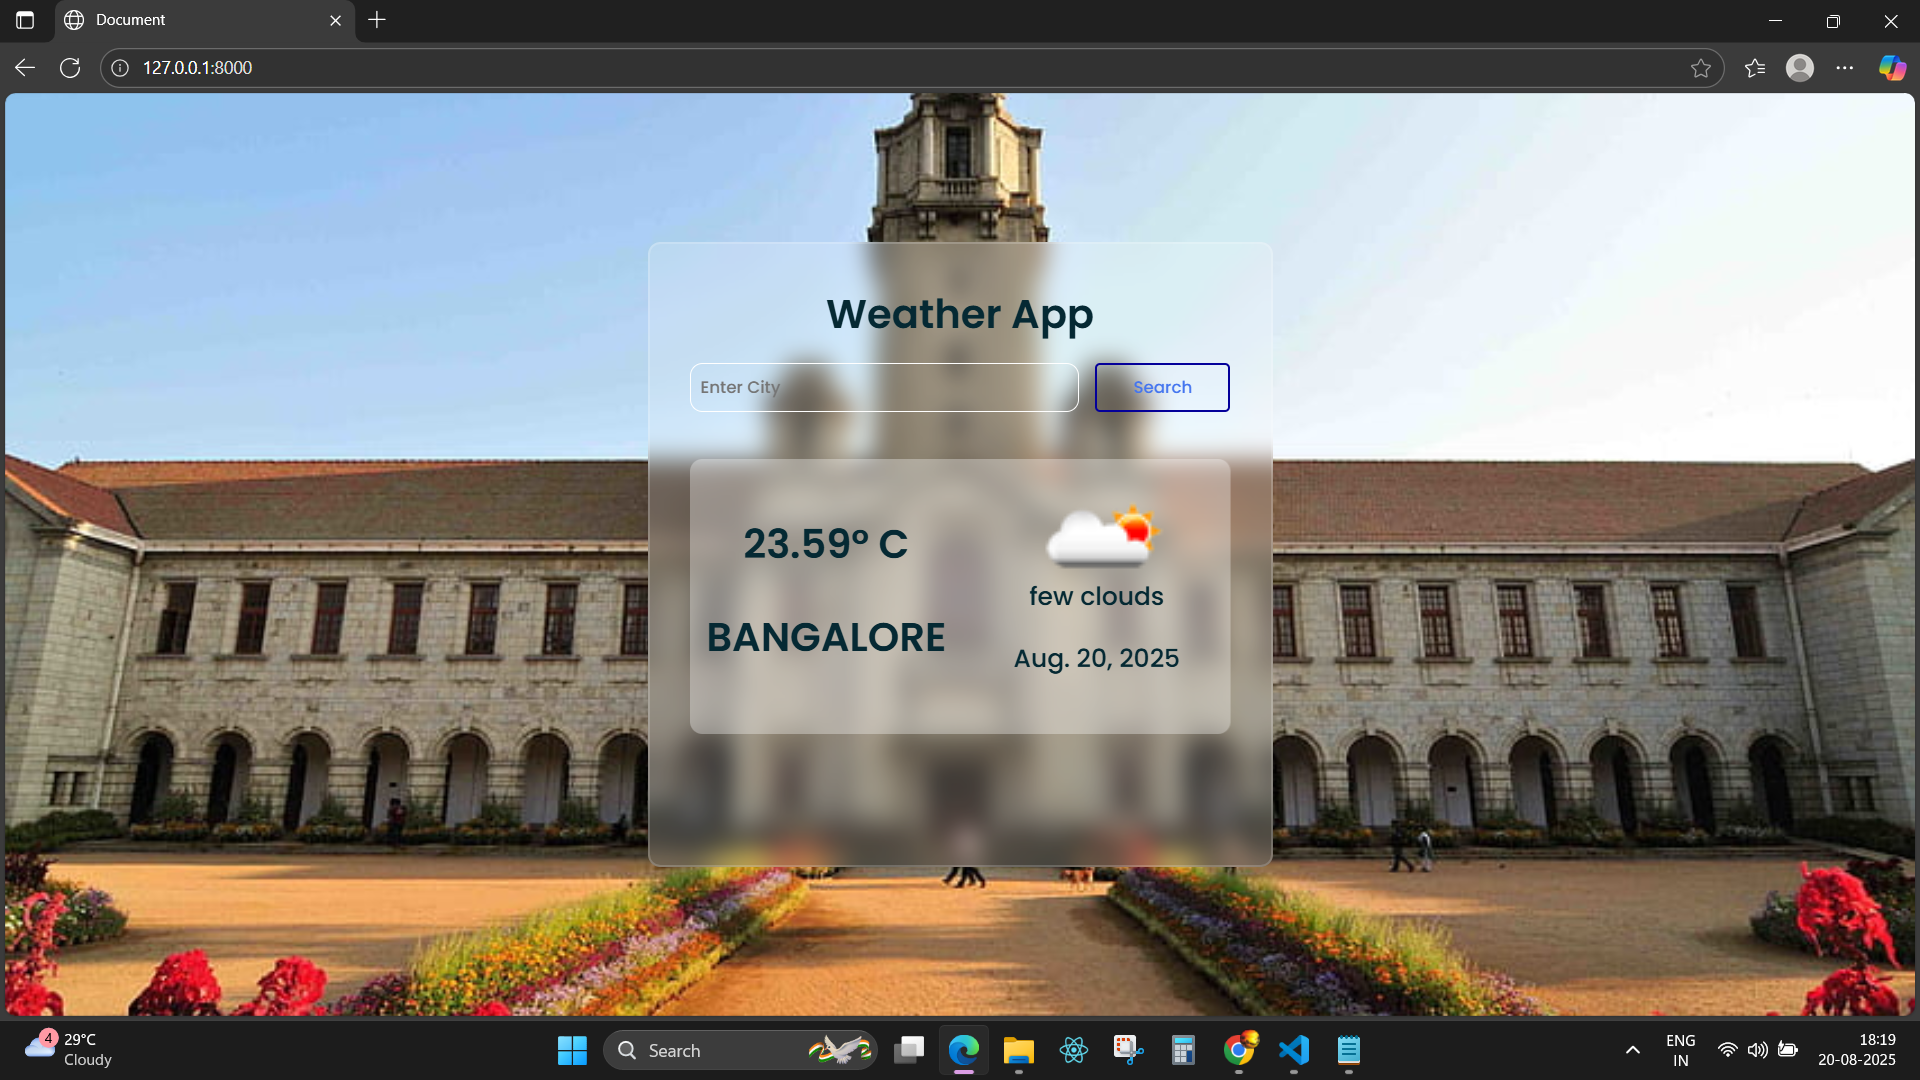 Document
127.0.0.1:8000
Weather App
Enter City
Search
23.59° C
few clouds
BANGALORE
Aug. 20, 2025
4
29°C
Cloudy
Search
ENG
IN
18:19
20-08-2025